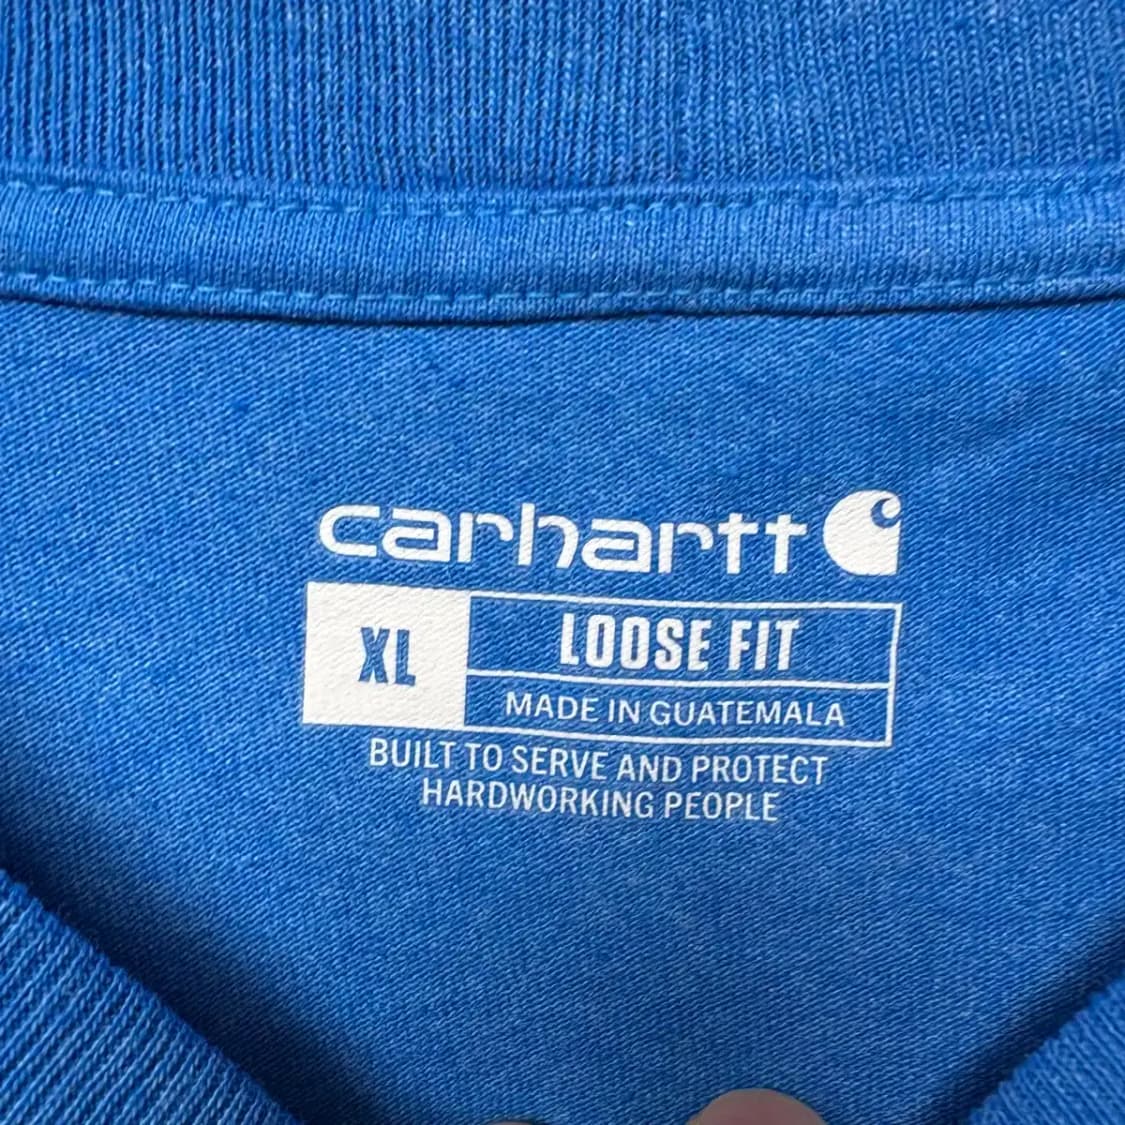 carhartt
XL
LOOSE FIT
MADE IN GUATEMALA
BUILT TO SERVE AND PROTECT
HARDWORKING PEOPLE